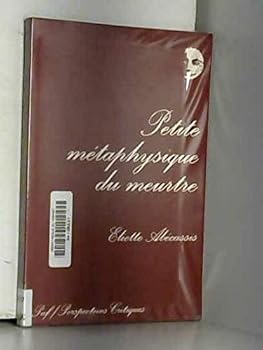 Petite
métaphysique
du meurtre
Eliette Abécassis
Puf / Perspectives Critiques